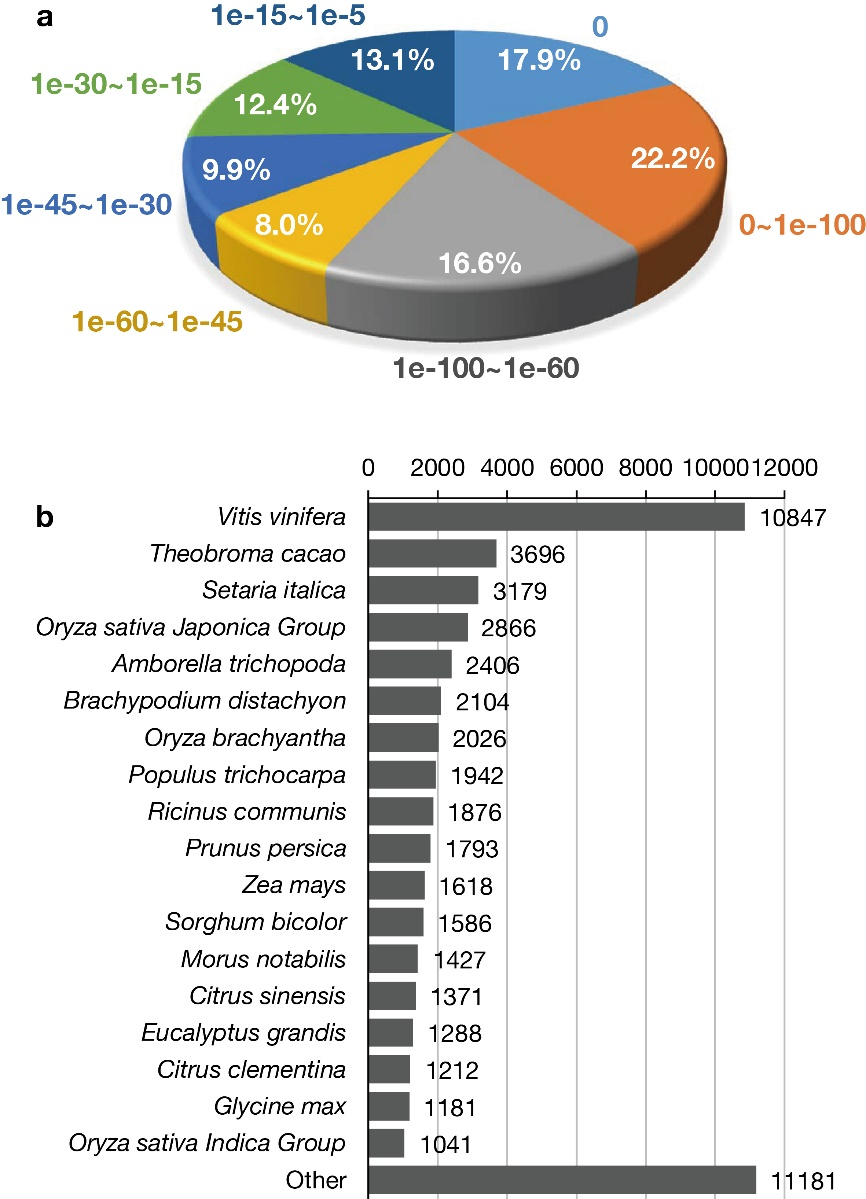 a
1e-15~1e-5
0
13.1%
17.9%
1e-30~1e-15
12.4%
22.2%
9.9%
1e-45~1e-30
8.0%
0~1e-100
16.6%
1e-60~1e-45
1e-100~1e-60
0 2000 4000 6000 8000 10000 12000
b
Vitis vinifera 10847
Theobroma cacao 3696
Setaria italica 3179
Oryza sativa Japonica Group 2866
Amborella trichopoda 2406
Brachypodium distachyon 2104
Oryza brachyantha 2026
Populus trichocarpa 1942
Ricinus communis 1876
Prunus persica 1793
Zea mays 1618
Sorghum bicolor 1586
Morus notabilis 1427
Citrus sinensis 1371
Eucalyptus grandis 1288
Citrus clementina 1212
Glycine max 1181
Oryza sativa Indica Group 1041
Other 11181